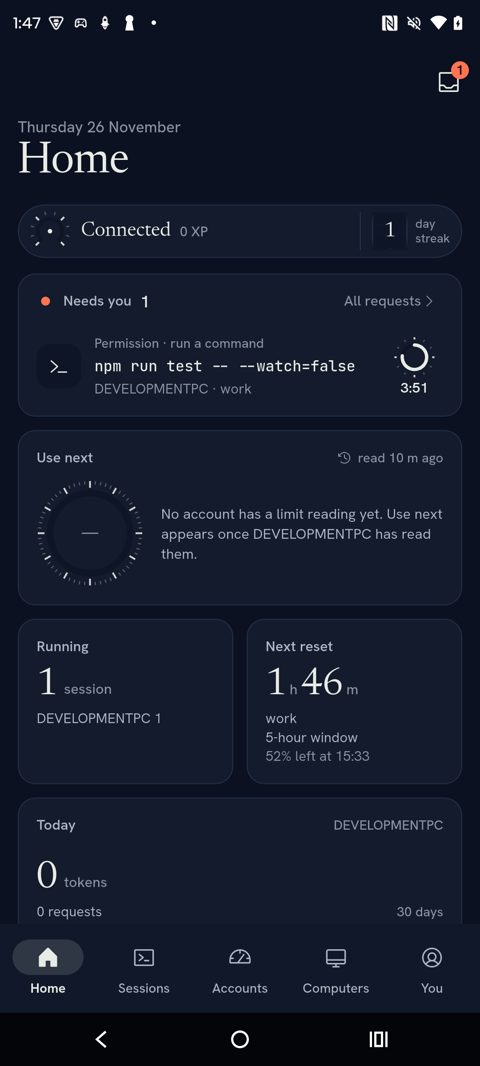 1:47
1
Thursday 26 November
Home
Connected 0 XP
1 day streak
Needs you 1
All requests
Permission · run a command
npm run test -- --watch=false
DEVELOPMENTPC · work
3:51
Use next
read 10 m ago
No account has a limit reading yet. Use next
appears once DEVELOPMENTPC has read
them.
Running
1 session
DEVELOPMENTPC 1
Next reset
1 h 46 m
work
5-hour window
52% left at 15:33
Today
DEVELOPMENTPC
0 tokens
0 requests
30 days
Home
Sessions
Accounts
Computers
You